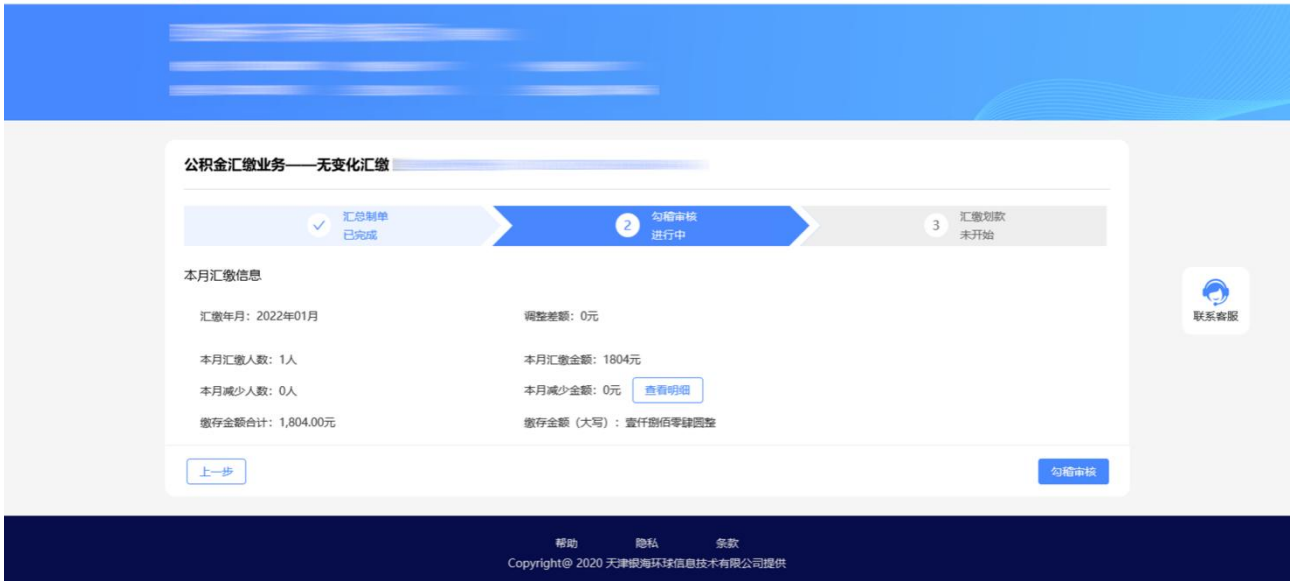 公积金汇缴业务——无变化汇缴
汇总制单
已完成
2
勾稽审核
进行中
3
汇缴划款
未开始
本月汇缴信息
汇缴年月：2022年01月
调整差额：0元
本月汇缴人数：1人
本月汇缴金额：1804元
本月减少人数：0人
本月减少金额：0元
查看明细
缴存金额合计：1,804.00元
缴存金额（大写）：壹仟捌佰零肆圆整
上一步
勾稽审核
联系客服
帮助 隐私 条款
Copyright@ 2020 天津银海环球信息技术有限公司提供